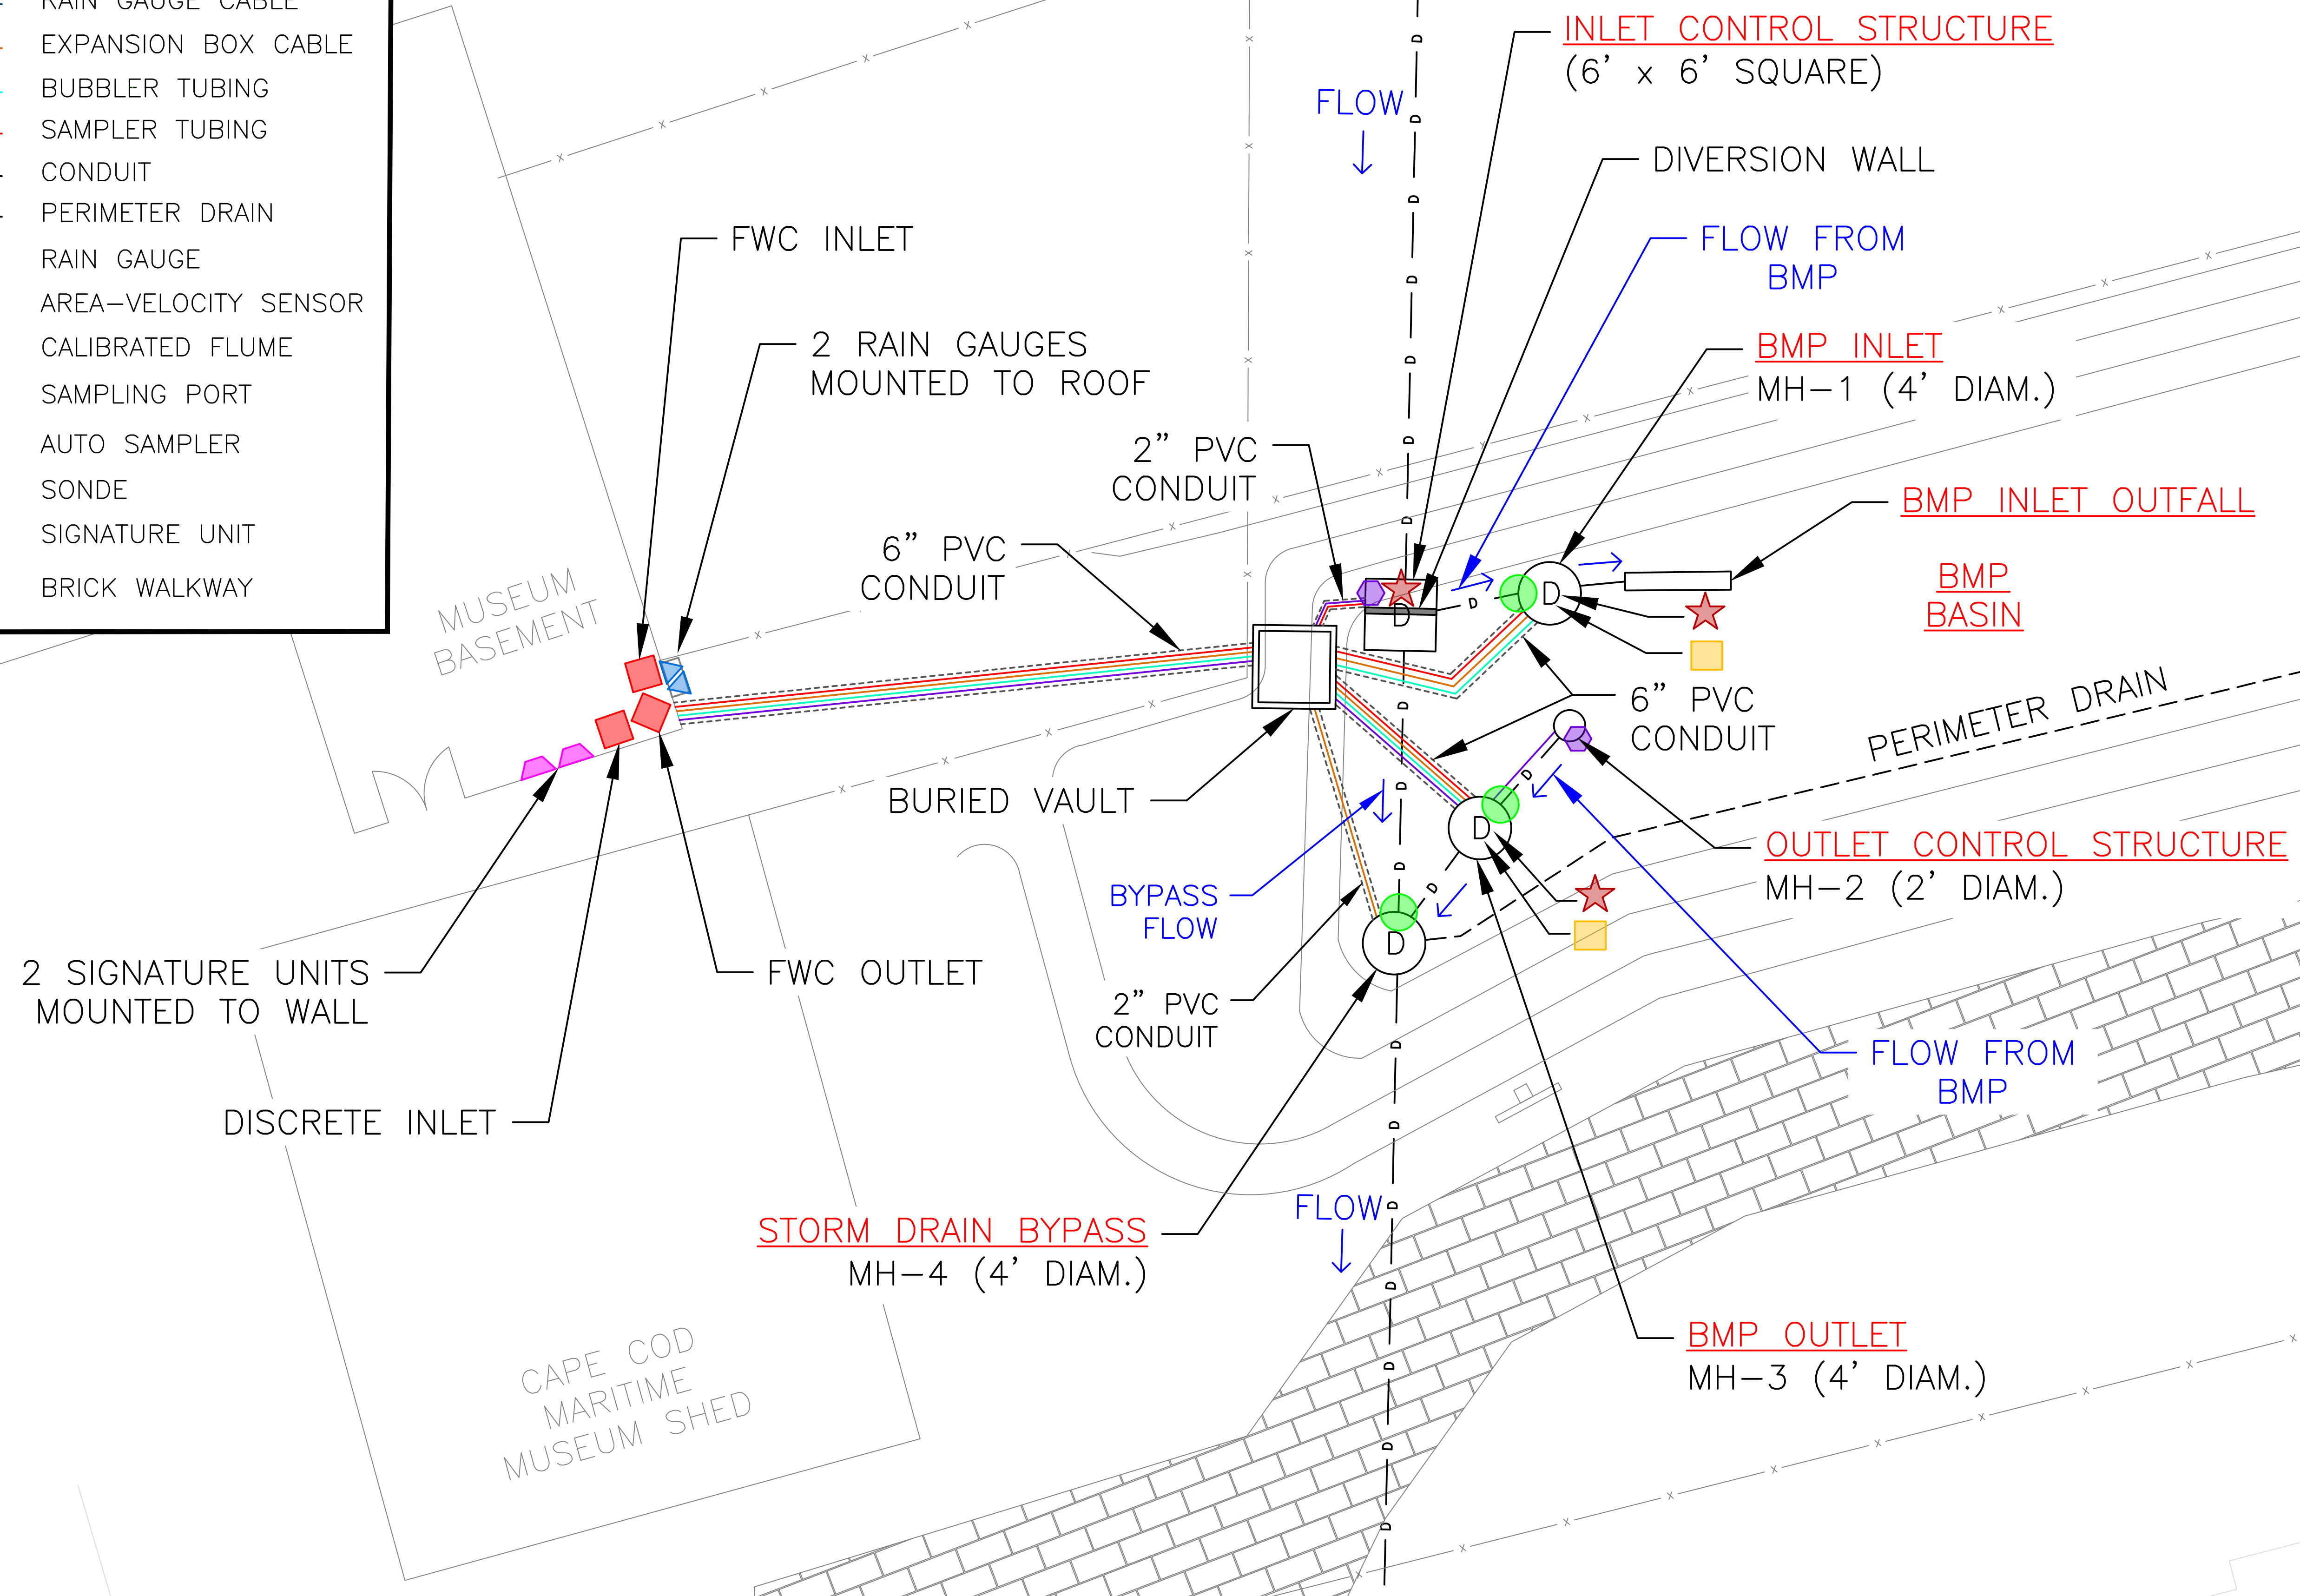 RAIN GAUGE CABLE
EXPANSION BOX CABLE
BUBBLER TUBING
SAMPLER TUBING
CONDUIT
PERIMETER DRAIN
RAIN GAUGE
AREA-VELOCITY SENSOR
CALIBRATED FLUME
SAMPLING PORT
AUTO SAMPLER
SONDE
SIGNATURE UNIT
BRICK WALKWAY
INLET CONTROL STRUCTURE
(6' x 6' SQUARE)
FLOW
DIVERSION WALL
FLOW FROM
BMP
FWC INLET
2 RAIN GAUGES
MOUNTED TO ROOF
BMP INLET
MH-1 (4' DIAM.)
2" PVC
CONDUIT
BMP INLET OUTFALL
6" PVC
CONDUIT
BMP
BASIN
MUSEUM
BASEMENT
D
D
6" PVC
CONDUIT
PERIMETER DRAIN
BURIED VAULT
D
OUTLET CONTROL STRUCTURE
MH-2 (2' DIAM.)
BYPASS
FLOW
D
2 SIGNATURE UNITS
MOUNTED TO WALL
FWC OUTLET
2" PVC
CONDUIT
FLOW FROM
BMP
DISCRETE INLET
FLOW
STORM DRAIN BYPASS
MH-4 (4' DIAM.)
BMP OUTLET
MH-3 (4' DIAM.)
CAPE COD
MARITIME
MUSEUM SHED